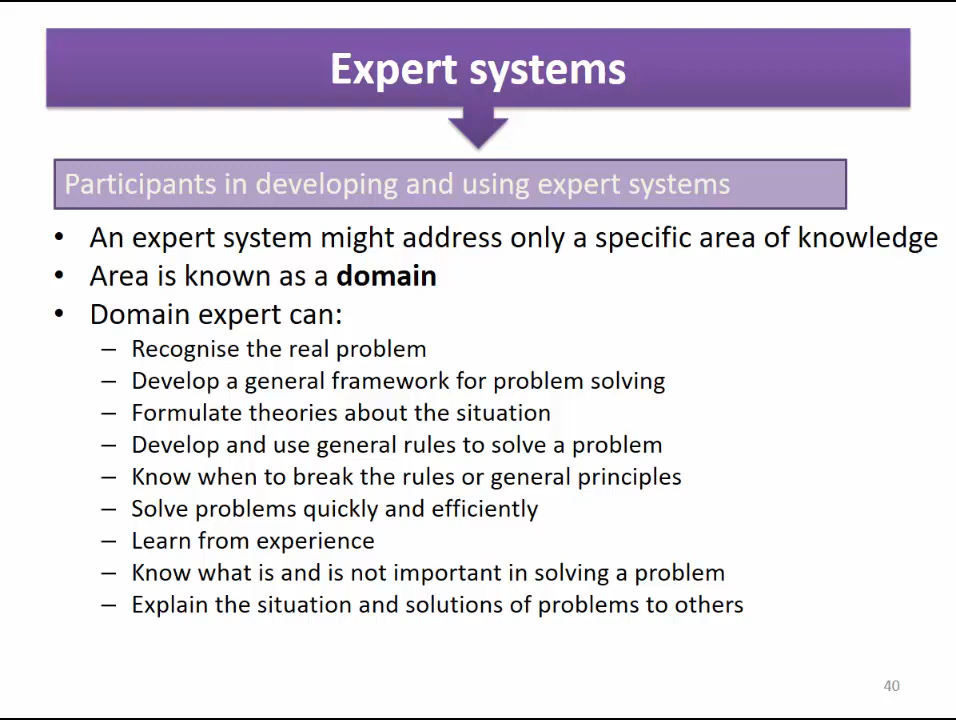 Expert systems
Participants in developing and using expert systems
• An expert system might address only a specific area of knowledge
• Area is known as a domain
• Domain expert can:
– Recognise the real problem
– Develop a general framework for problem solving
– Formulate theories about the situation
– Develop and use general rules to solve a problem
– Know when to break the rules or general principles
– Solve problems quickly and efficiently
– Learn from experience
– Know what is and is not important in solving a problem
– Explain the situation and solutions of problems to others
40